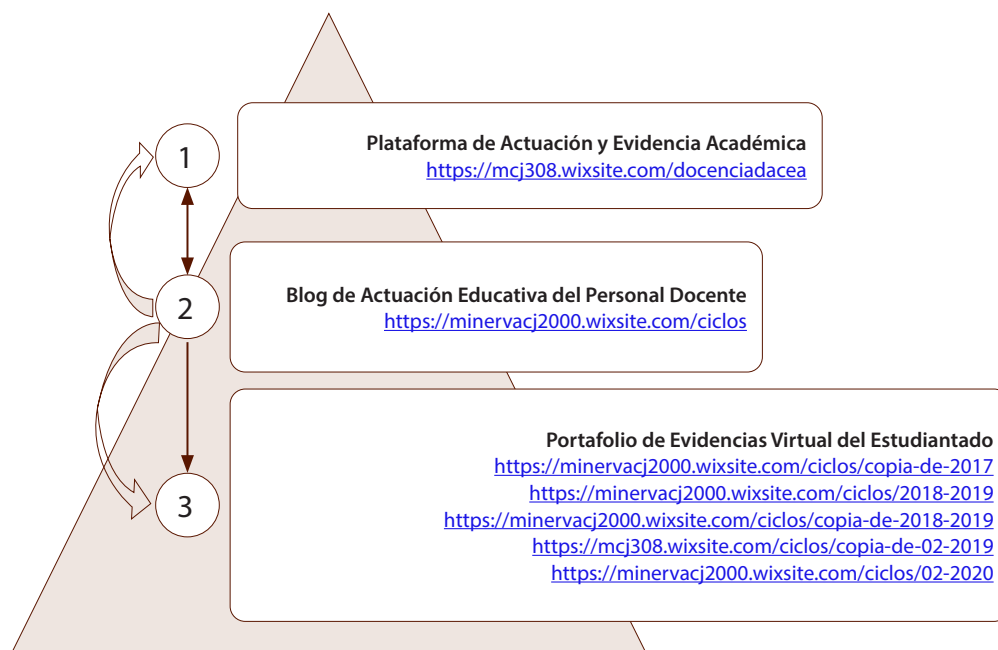 1
Plataforma de Actuación y Evidencia Académica
https://mcj308.wixsite.com/docenciadacea
2
Blog de Actuación Educativa del Personal Docente
https://minervacj2000.wixsite.com/ciclos
3
Portafolio de Evidencias Virtual del Estudiantado
https://minervacj2000.wixsite.com/ciclos/copia-de-2017
https://minervacj2000.wixsite.com/ciclos/2018-2019
https://minervacj2000.wixsite.com/ciclos/copia-de-2018-2019
https://mcj308.wixsite.com/ciclos/copia-de-02-2019
https://minervacj2000.wixsite.com/ciclos/02-2020